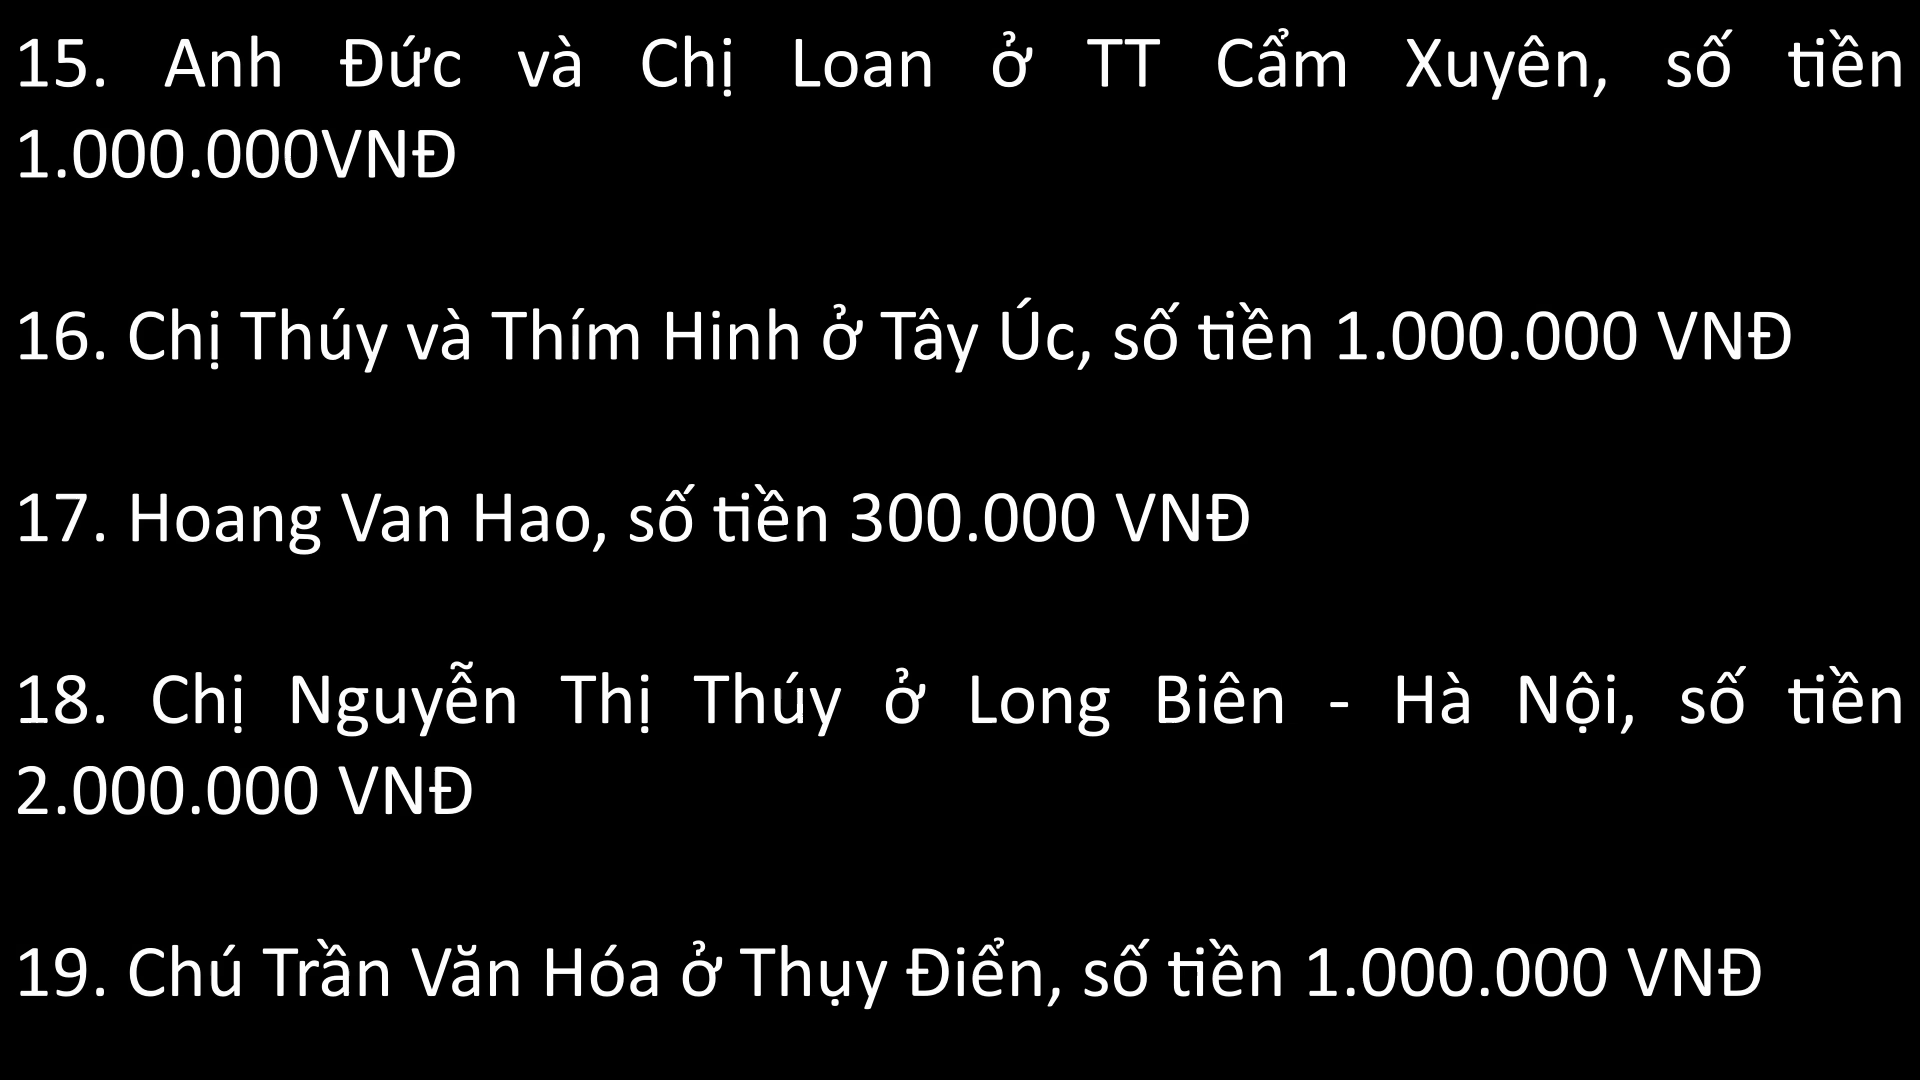 15. Anh Đức và Chị Loan ở TT Cẩm Xuyên, số tiền
1.000.000VNĐ
16. Chị Thúy và Thím Hinh ở Tây Úc, số tiền 1.000.000 VNĐ
17. Hoang Van Hao, số tiền 300.000 VNĐ
18. Chị Nguyễn Thị Thúy ở Long Biên - Hà Nội, số tiền
2.000.000 VNĐ
19. Chú Trần Văn Hóa ở Thụy Điển, số tiền 1.000.000 VNĐ